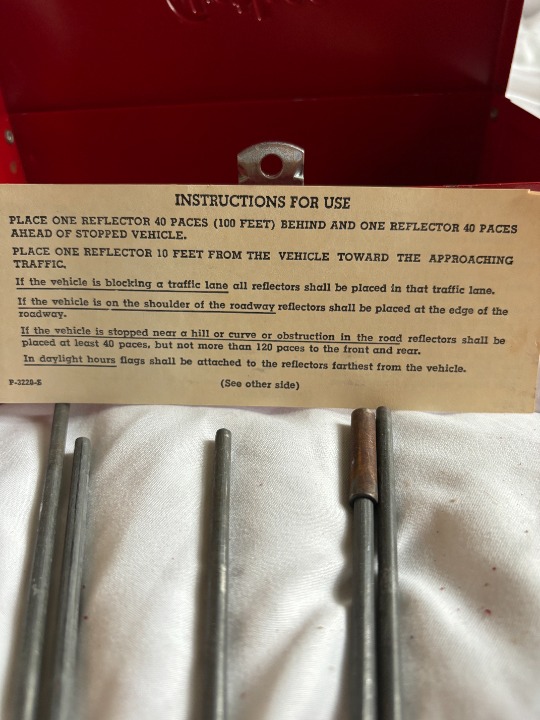 INSTRUCTIONS FOR USE
PLACE ONE REFLECTOR 40 PACES (100 FEET) BEHIND AND ONE REFLECTOR 40 PACES
AHEAD OF STOPPED VEHICLE.
PLACE ONE REFLECTOR 10 FEET FROM THE VEHICLE TOWARD THE APPROACHING
TRAFFIC.
If the vehicle is blocking a traffic lane all reflectors shall be placed in that traffic lane.
If the vehicle is on the shoulder of the roadway reflectors shall be placed at the edge of the
roadway.
If the vehicle is stopped near a hill or curve or obstruction in the road reflectors shall be
placed at least 40 paces, but not more than 120 paces to the front and rear.
In daylight hours flags shall be attached to the reflectors farthest from the vehicle.
P-3220-S
(See other side)